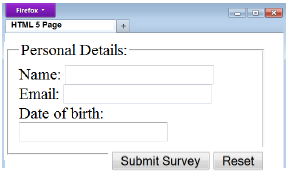 Firefox
HTML 5 Page
+
Personal Details:
Name:
Email:
Date of birth:
Submit Survey Reset